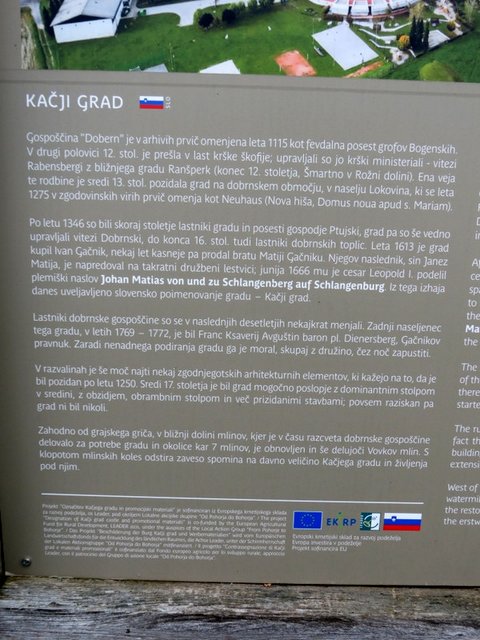 KAČJI GRAD
SLO
Gospoščina "Dobern" je v arhivih prvič omenjena leta 1115 kot fevdalna posest grofov Bogenskih.
V drugi polovici 12. stol. je prešla v last krške škofije; upravljali so jo krški ministeriali - vitezi
Rabensbergi z bližnjega gradu Ranšperk (konec 12. stoletja, Šmartno v Rožni dolini). Ena veja
te rodbine je sredi 13. stol. pozidala grad na dobrnskem območju, v naselju Lokovina, ki se leta
1275 v zgodovinskih virih prvič omenja kot Neuhaus (Nova hiša, Domus noua apud s. Mariam).
Po letu 1346 so bili skoraj stoletje lastniki gradu in posesti gospodje Ptujski, grad pa so še vedno
upravljali vitezi Dobrnski, do konca 16. stol. tudi lastniki dobrnskih toplic. Leta 1613 je grad
kupil Ivan Gačnik, nekaj let kasneje pa prodal bratu Matiji Gačniku. Njegov naslednik, sin Janez
Matija, je napredoval na takratni družbeni lestvici; junija 1666 mu je cesar Leopold I. podelil
plemiški naslov Johan Matias von und zu Schlangenberg auf Schlangenburg. Iz tega izhaja
danes uveljavljeno slovensko poimenovanje gradu – Kačji grad.
Lastniki dobrnske gospoščine so se v naslednjih desetletjih nekajkrat menjali. Zadnji naseljenec
tega gradu, v letih 1769 – 1772, je bil Franc Ksaverij Avguštin baron pl. Dienersberg, Gačnikov
pravnuk. Zaradi nenadnega podiranja gradu ga je moral, skupaj z družino, čez noč zapustiti.
V razvalinah je še moč najti nekaj zgodnjegotskih arhitekturnih elementov, ki kažejo na to, da je
bil pozidan po letu 1250. Sredi 17. stoletja je bil grad mogočno poslopje z dominantnim stolpom
v sredini, z obzidjem, obrambnim stolpom in več prizidanimi stavbami; povsem raziskan pa
grad ni bil nikoli.
Zahodno od grajskega griča, v bližnji dolini mlinov, kjer je v času razcveta dobrnske gospoščine
delovalo za potrebe gradu in okolice kar 7 mlinov, je obnovljen in še delujoči Vovkov mlin. S
klopotom mlinskih koles odstira zaveso spomina na davno veličino Kačjega gradu in življenja
pod njim.
EKSRP
Evropski kmetijski sklad za razvoj podeželja
Evropa investira v podeželje
Projekt sofinancira EU